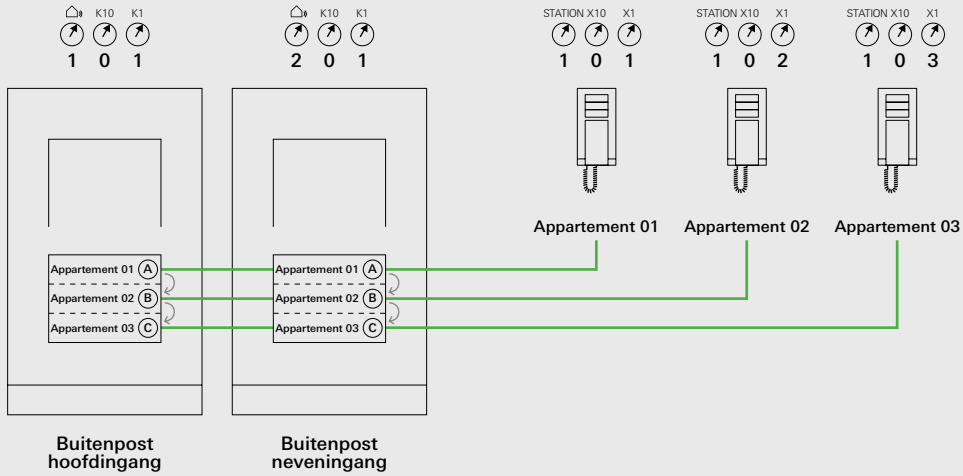 K10 K1
1 0 1
K10 K1
2 0 1
STATION X10 X1
1 0 1
STATION X10 X1
1 0 2
STATION X10 X1
1 0 3
Appartement 01
Appartement 02
Appartement 03
Appartement 01 A
Appartement 02 B
Appartement 03 C
Appartement 01 A
Appartement 02 B
Appartement 03 C
Buitenpost
hoofdingang
Buitenpost
neveningang